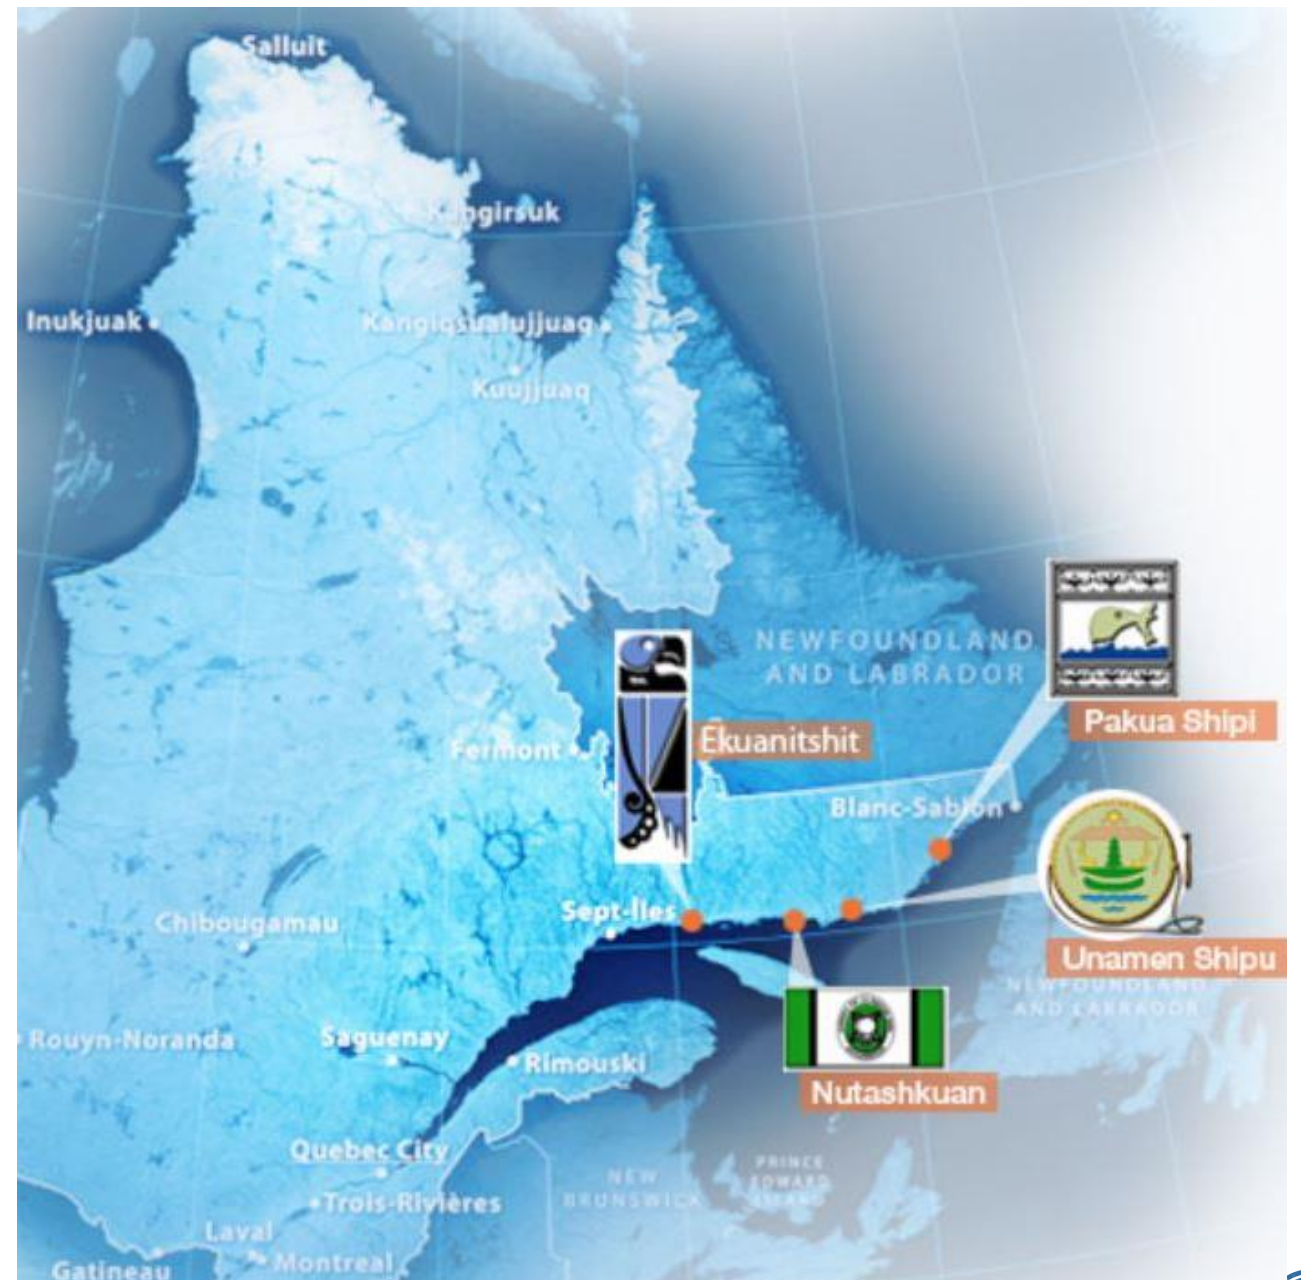 Salluit
Kangirsuk
Inukjuak
Kangiqsualujjuaq
Kuujjuaq
NEWFOUNDLAND
AND LABRADOR
Pakua Shipi
Ekuanitshit
Fermont
Blanc-Sablon
Sept-Îles
Chibougamau
Unamen Shipu
NEWFOUNDLAND
AND LABRADOR
Rouyn-Noranda
Saguenay
Rimouski
Nutashkuan
Quebec City
NEW
BRUNSWICK
PRINCE
EDWARD
ISLAND
Trois-Rivières
Laval
Montreal
Gatineau